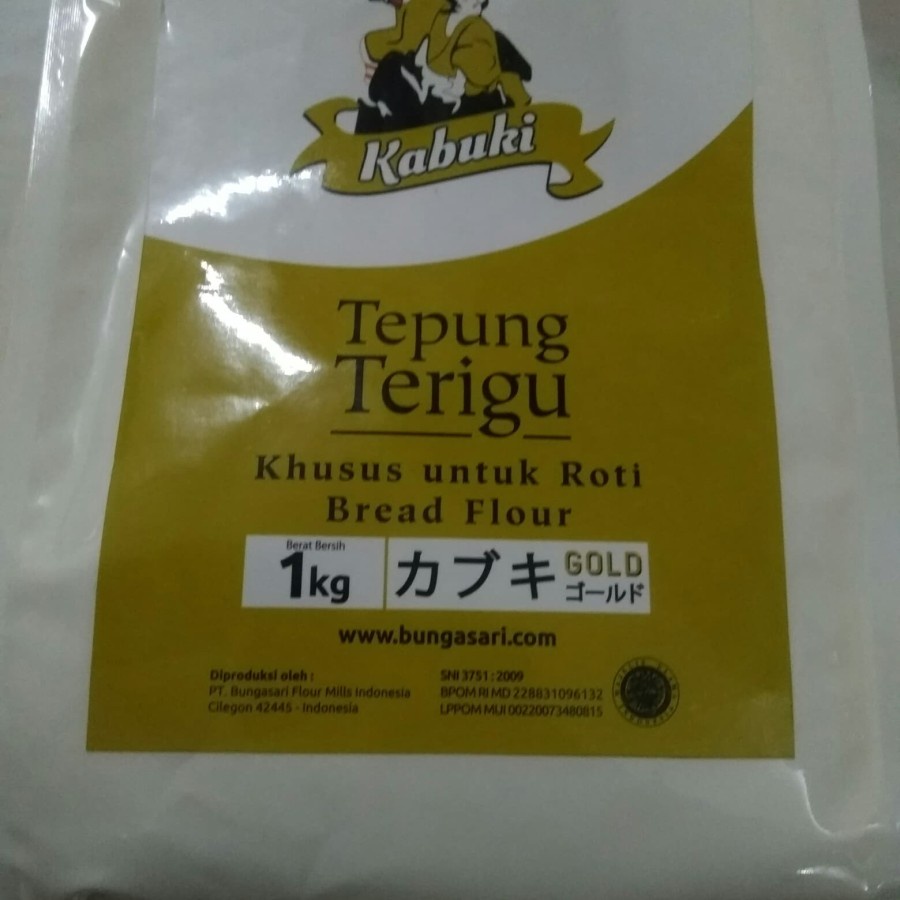 Kabuki
Tepung
Terigu
Khusus untuk Roti
Bread Flour
Berat Bersih
1kg
カブキ GOLD
ゴールド
www.bungasari.com
Diproduksi oleh :
PT. Bungasari Flour Mills Indonesia
Cilegon 42445 - Indonesia
SNI 3751 : 2009
BPOM RI MD 228831096132
LPPOM MUI 00220073480815